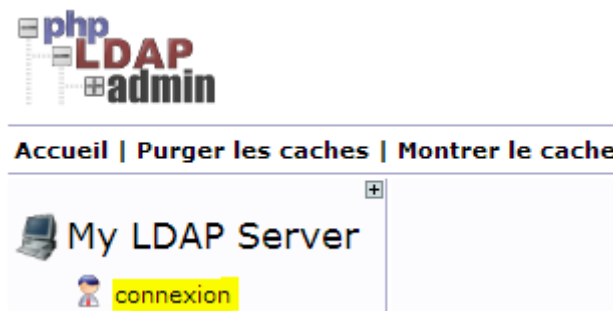 php
LDAP
admin
Accueil | Purger les caches | Montrer le cache
My LDAP Server
connexion